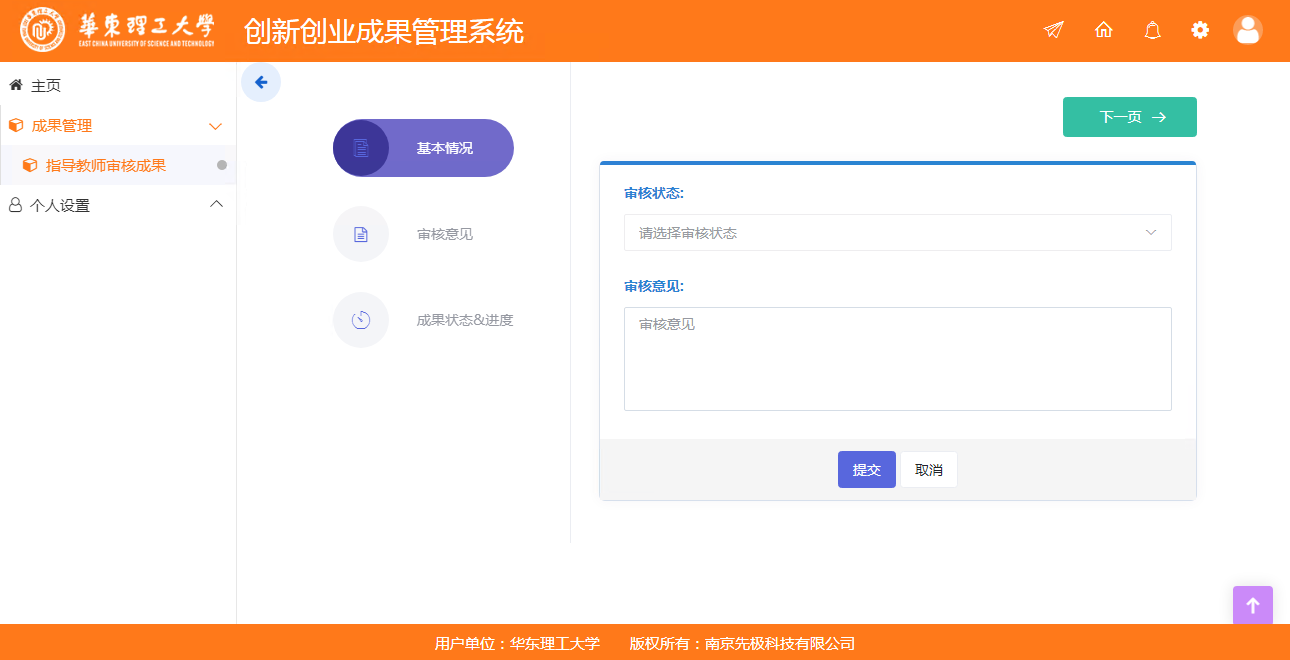 華東理工大学
EAST CHINA UNIVERSITY OF SCIENCE AND TECHNOLOGY
创新创业成果管理系统
主页
成果管理
指导教师审核成果
个人设置
基本情况
审核意见
成果状态&进度
下一页
审核状态:
请选择审核状态
审核意见:
审核意见
提交
取消
用户单位：华东理工大学 版权所有：南京先极科技有限公司